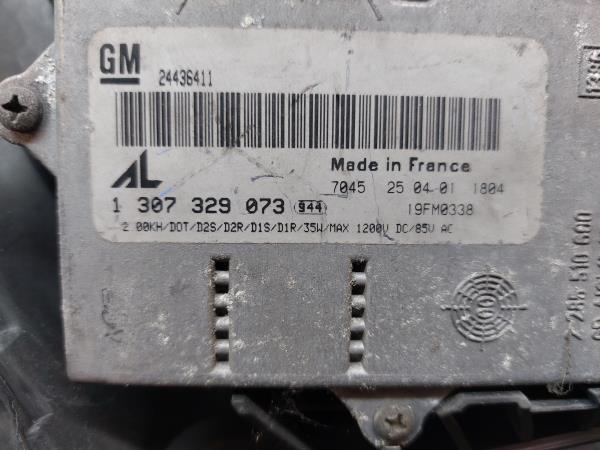 GM
24436411
AL
Made in France
7045 25 04-01 1804
1 307 329 073 944
19FM0338
2 00KH/DOT/D2S/D2R/D1S/D1R/35W/MAX 1200V DC/85V AC